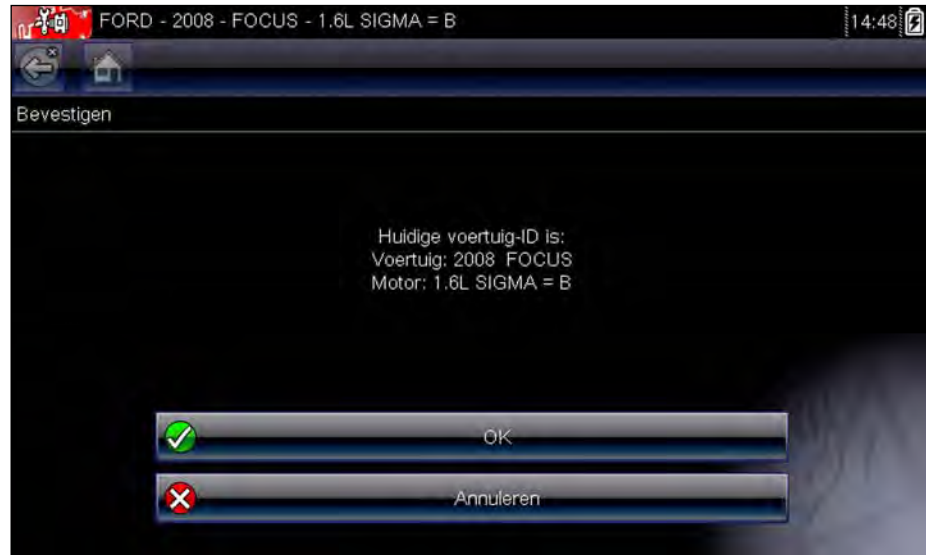 FORD - 2008 - FOCUS - 1.6L SIGMA = B
14:48
Bevestigen
Huidige voertuig-ID is:
Voertuig: 2008 FOCUS
Motor: 1.6L SIGMA = B
OK
Annuleren